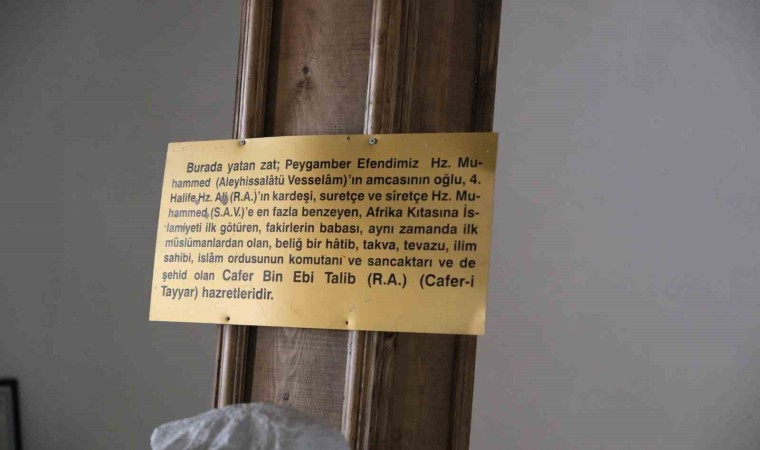 Burada yatan zat; Peygamber Efendimiz Hz. Mu-
hammed (Aleyhissalâtü Vesselâm)'ın amcasının oğlu, 4.
Halife Hz. Ali (R.A.)'ın kardeşi, suretçe ve sîretçe Hz. Mu-
hammed (S.A.V.)'e en fazla benzeyen, Afrika Kıtasına İs-
lamiyeti ilk götüren, fakirlerin babası, aynı zamanda ilk
müslümanlardan olan, beliğ bir hâtib, takva, tevazu, ilim
sahibi, islâm ordusunun komutanı ve sancaktarı ve de
şehid olan Cafer Bin Ebi Talib (R.A.) (Cafer-i
Tayyar) hazretleridir.